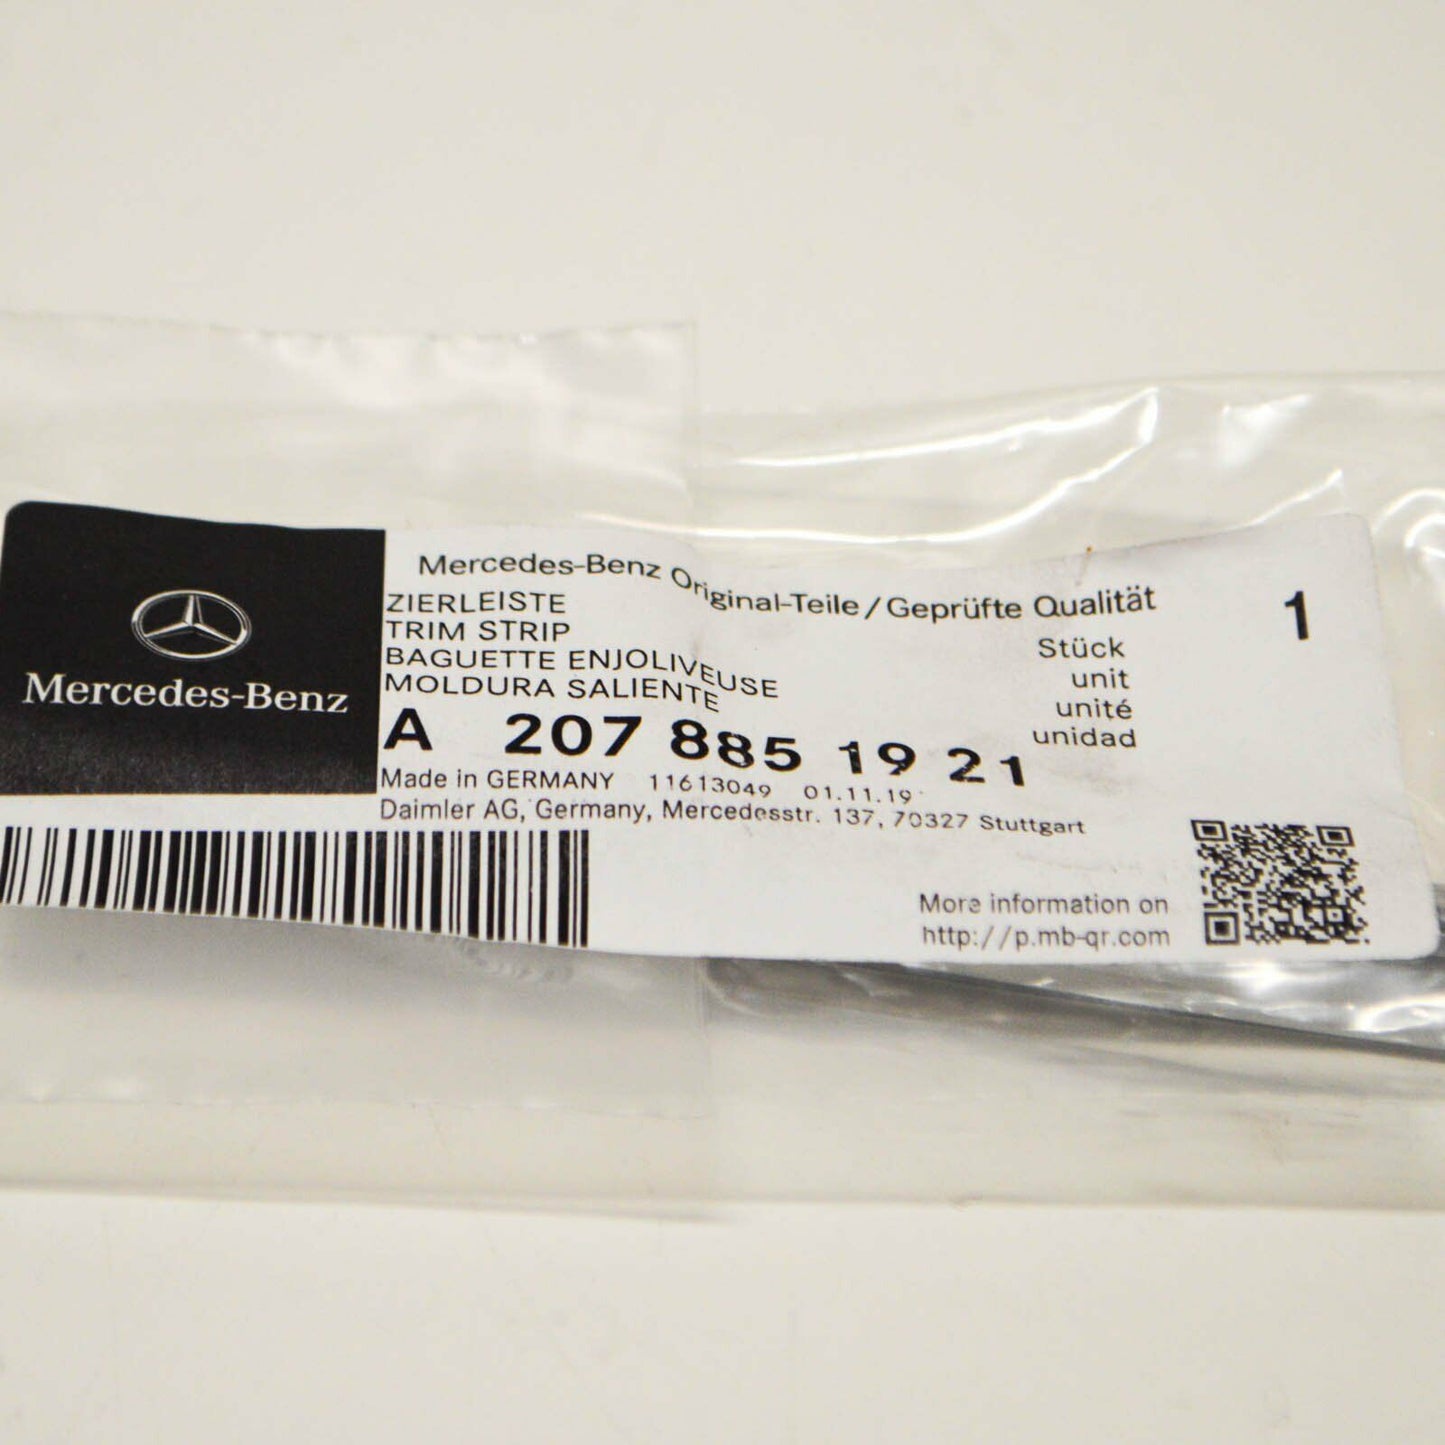 Mercedes-Benz Original-Teile / Geprüfte Qualität
Mercedes-Benz
ZIERLEISTE
TRIM STRIP
BAGUETTE ENJOLIVEUSE
MOLDURA SALIENTE
1
Stück
unit
unité
unidad
A 207 885 19 21
Made in GERMANY 11613049 01.11.19
Daimler AG, Germany, Mercedesstr. 137, 70327 Stuttgart
More information on
http://p.mb-qr.com